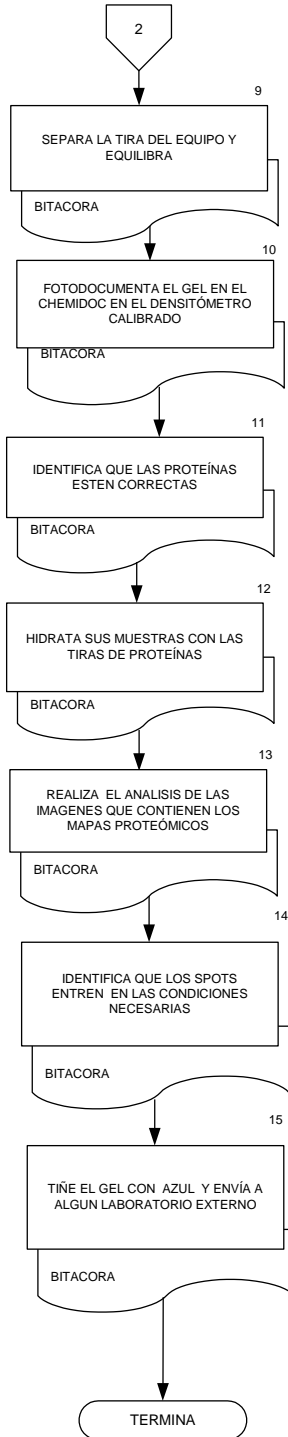 2
9
SEPARA LA TIRA DEL EQUIPO Y
EQUILIBRA
BITACORA
10
FOTODOCUMENTA EL GEL EN EL
CHEMIDOC EN EL DENSITÓMETRO
CALIBRADO
BITACORA
11
IDENTIFICA QUE LAS PROTEÍNAS
ESTEN CORRECTAS
BITACORA
12
HIDRATA SUS MUESTRAS CON LAS
TIRAS DE PROTEÍNAS
BITACORA
13
REALIZA EL ANALISIS DE LAS
IMAGENES QUE CONTIENEN LOS
MAPAS PROTEÓMICOS
BITACORA
14
IDENTIFICA QUE LOS SPOTS
ENTREN EN LAS CONDICIONES
NECESARIAS
BITACORA
15
TIÑE EL GEL CON AZUL Y ENVÍA A
ALGUN LABORATORIO EXTERNO
BITACORA
TERMINA